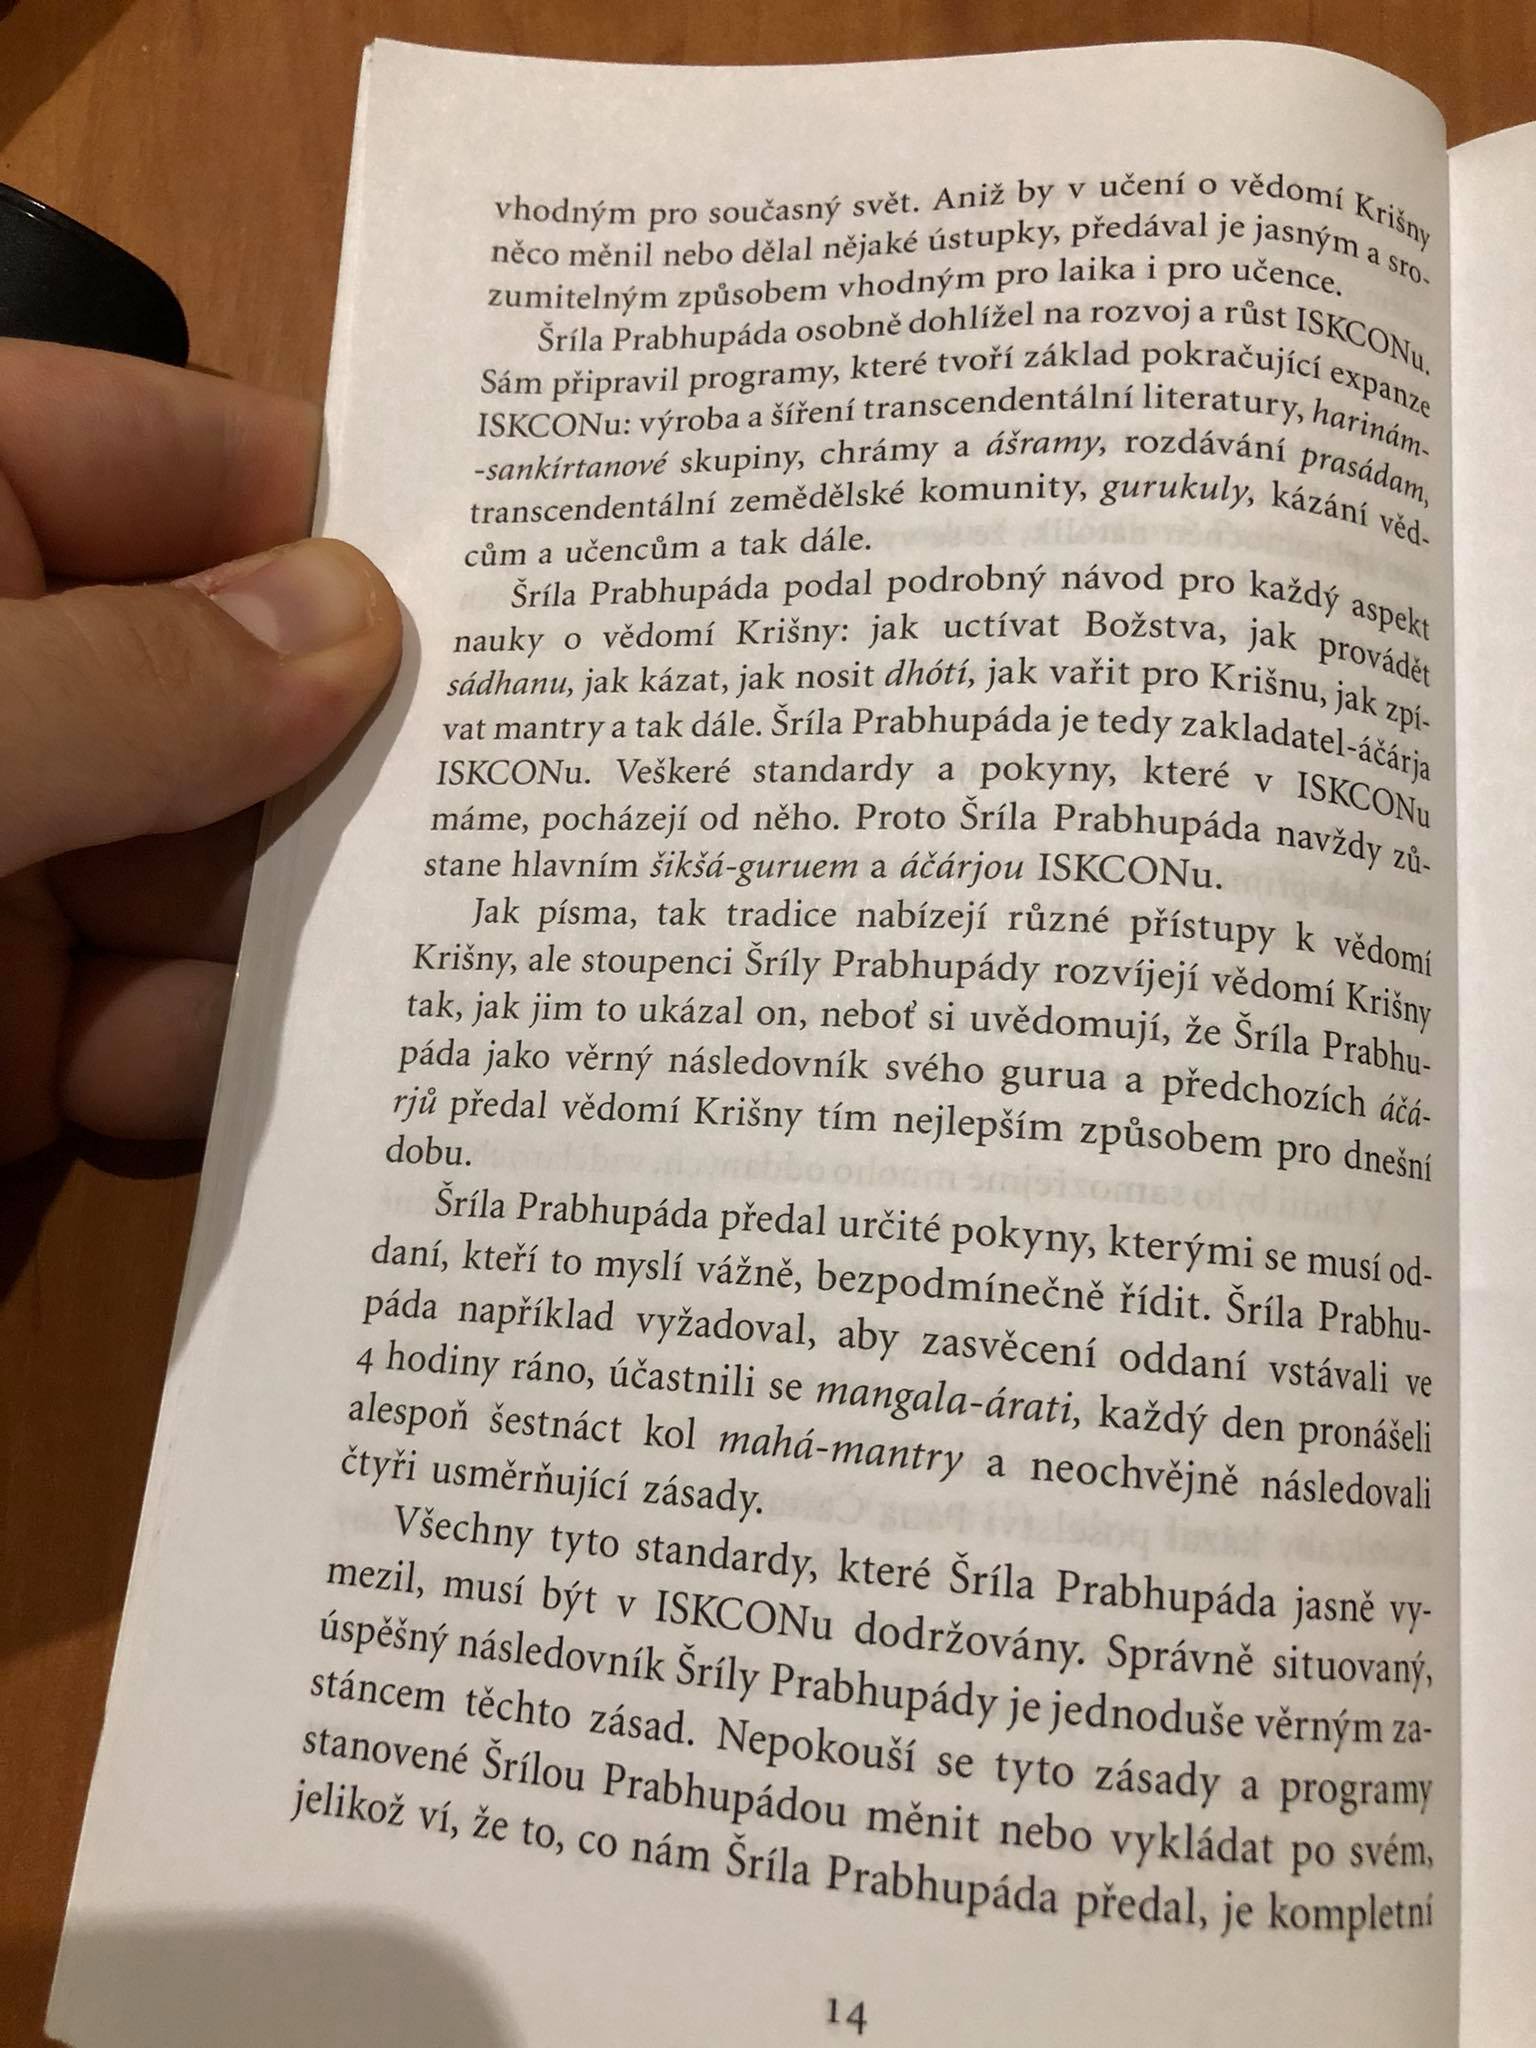 vhodným pro současný svět. Aniž by v učení o vědomí Krišny
něco měnil nebo dělal nějaké ústupky, předával je jasným a sro-
zumitelným způsobem vhodným pro laika i pro učence.
Šríla Prabhupáda osobně dohlížel na rozvoj a růst ISKCONu.
Sám připravil programy, které tvoří základ pokračující expanze
ISKCONu: výroba a šíření transcendentální literatury, harinám-
-sankírtanové skupiny, chrámy a ášramy, rozdávání prasádam,
transcendentální zemědělské komunity, gurukuly, kázání věd-
cům a učencům a tak dále.
Šríla Prabhupáda podal podrobný návod pro každý aspekt
nauky o vědomí Krišny: jak uctívat Božstva, jak provádět
sádhanu, jak kázat, jak nosit dhótí, jak vařit pro Krišnu, jak zpí-
vat mantry a tak dále. Šríla Prabhupáda je tedy zakladatel-áčárja
ISKCONu. Veškeré standardy a pokyny, které v ISKCONu
máme, pocházejí od něho. Proto Šríla Prabhupáda navždy zů-
stane hlavním šikšá-guruem a áčárjou ISKCONu.
Jak písma, tak tradice nabízejí různé přístupy k vědomí
Krišny, ale stoupenci Šríly Prabhupády rozvíjejí vědomí Krišny
tak, jak jim to ukázal on, neboť si uvědomují, že Šríla Prabhu-
páda jako věrný následovník svého gurua a předchozích áčá-
rjů předal vědomí Krišny tím nejlepším způsobem pro dnešní
dobu.
Šríla Prabhupáda předal určité pokyny, kterými se musí od-
daní, kteří to myslí vážně, bezpodmínečně řídit. Šríla Prabhu-
páda například vyžadoval, aby zasvěcení oddaní vstávali ve
4 hodiny ráno, účastnili se mangala-árati, každý den pronášeli
alespoň šestnáct kol mahá-mantry a neochvějně následovali
čtyři usměrňující zásady.
Všechny tyto standardy, které Šríla Prabhupáda jasně vy-
mezil, musí být v ISKCONu dodržovány. Správně situovaný,
úspěšný následovník Šríly Prabhupády je jednoduše věrným za-
stáncem těchto zásad. Nepokouší se tyto zásady a programy
stanovené Šrílou Prabhupádou měnit nebo vykládat po svém,
jelikož ví, že to, co nám Šríla Prabhupáda předal, je kompletní
14